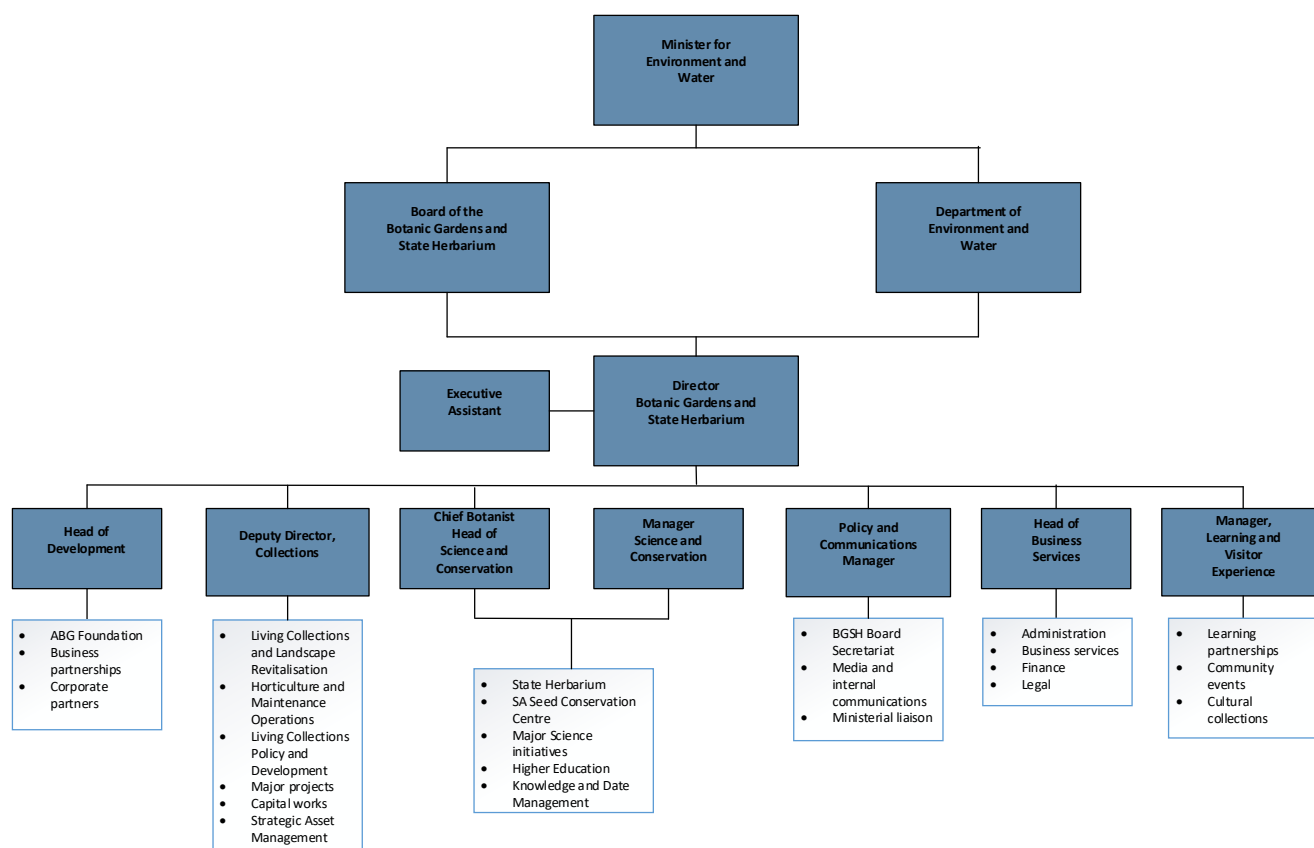 Minister for
Environment and
Water
Board of the
Botanic Gardens and
State Herbarium
Department of
Environment and
Water
Executive
Assistant
Director
Botanic Gardens and
State Herbarium
Head of
Development
Deputy Director,
Collections
Chief Botanist
Head of
Science and
Conservation
Manager
Science and
Conservation
Policy and
Communications
Manager
Head of
Business
Services
Manager,
Learning and
Visitor
Experience
• ABG Foundation
• Business
partnerships
• Corporate
partners
• Living Collections
and Landscape
Revitalisation
• Horticulture and
Maintenance
Operations
• Living Collections
Policy and
Development
• Major projects
• Capital works
• Strategic Asset
Management
• State Herbarium
• SA Seed Conservation
Centre
• Major Science
initiatives
• Higher Education
• Knowledge and Date
Management
• BGSH Board
Secretariat
• Media and
internal
communications
• Ministerial liaison
• Administration
• Business services
• Finance
• Legal
• Learning
partnerships
• Community
events
• Cultural
collections